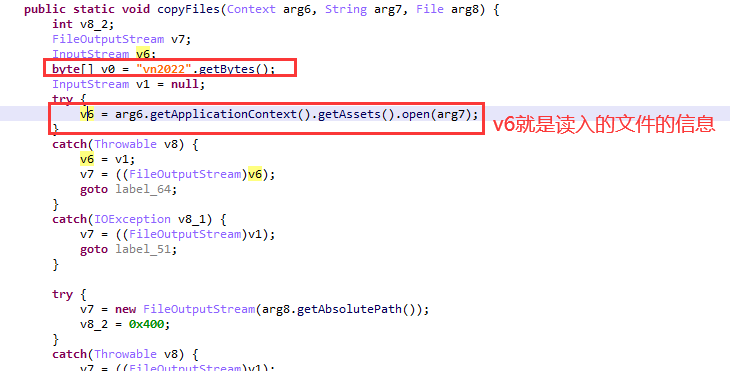 public static void copyFiles(Context arg6, String arg7, File arg8) {
int v8_2;
FileOutputStream v7;
InputStream v6;
byte[] v0 = "vn2022".getBytes();
InputStream v1 = null;
try {
v6 = arg6.getApplicationContext().getAssets().open(arg7);
}
v6就是读入的文件的信息
catch(Throwable v8) {
v6 = v1;
v7 = ((FileOutputStream)v6);
goto label_64;
}
catch(IOException v8_1) {
v7 = ((FileOutputStream)v1);
goto label_51;
}
try {
v7 = new FileOutputStream(arg8.getAbsolutePath());
v8_2 = 0x400;
}
catch(Throwable v8) {
v7 = ((FileOutputStream)v1);